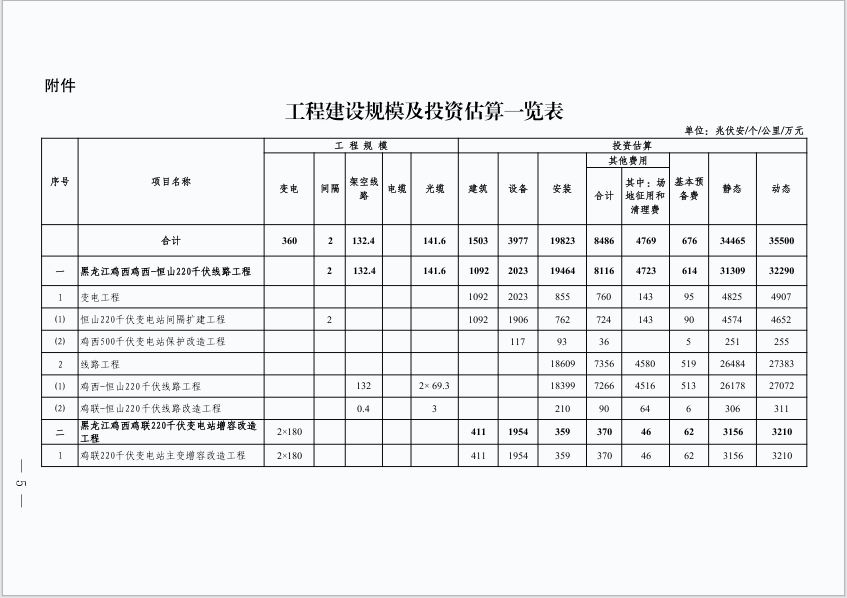 附件
工程建设规模及投资估算一览表
单位：兆伏安/个/公里/万元
序号 项目名称 工 程 规 模 投资估算
变电 间隔 架空线路 电缆 光缆 建筑 设备 安装 其他费用 基本预备费 静态 动态
合计 其中：场地征用和清理费
合计 360 2 132.4 141.6 1503 3977 19823 8486 4769 676 34465 35500
一 黑龙江鸡西鸡西-恒山220千伏线路工程 2 132.4 141.6 1092 2023 19464 8116 4723 614 31309 32290
1 变电工程 1092 2023 855 760 143 95 4825 4907
(1) 恒山220千伏变电站间隔扩建工程 2 1092 1906 762 724 143 90 4574 4652
(2) 鸡西500千伏变电站保护改造工程 117 93 36 5 251 255
2 线路工程 18609 7356 4580 519 26484 27383
(1) 鸡西-恒山220千伏线路工程 132 2×69.3 18399 7266 4516 513 26178 27072
(2) 鸡联-恒山220千伏线路改造工程 0.4 3 210 90 64 6 306 311
二 黑龙江鸡西鸡联220千伏变电站增容改造工程 2×180 411 1954 359 370 46 62 3156 3210
1 鸡联220千伏变电站主变增容改造工程 2×180 411 1954 359 370 46 62 3156 3210
— 5 —